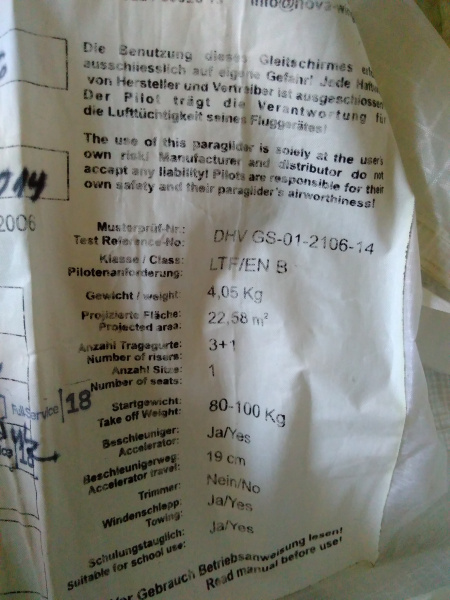 Die Benutzung dieses Gleitschirmes
ausschliesslich auf eigene Gefahr! Jede
von Hersteller und Vertreiber ist ausgeschlossen
Der Pilot trägt die Verantwortung für
die Lufttüchtigkeit seines Fluggerätes!
The use of this paraglider is solely at the user's
own risk! Manufacturer and distributor do not
accept any liability! Pilots are responsible for their
own safety and their paraglider's airworthiness!
2006
Musterprüf-Nr.:
Test Reference-No: DHV GS-01-2106-14
Klasse / Class: LTF/EN B
Pilotenanforderung:
Gewicht / weight: 4,05 Kg
Projizierte Fläche: 22,58 m²
Projected area:
Anzahl Tragegurte: 3+1
Number of risers:
Anzahl Sitze: 1
Number of seats:
Full Service 18
Startgewicht: 80-100 Kg
Take off Weight:
Beschleuniger: Ja/Yes
Accelerator:
Beschleunigerweg: 19 cm
Accelerator travel:
Trimmer: Nein/No
Windenschlepp: Ja/Yes
Towing:
Schulungstauglich: Ja/Yes
Suitable for school use:
Vor Gebrauch Betriebsanweisung lesen!
Read manual before use!